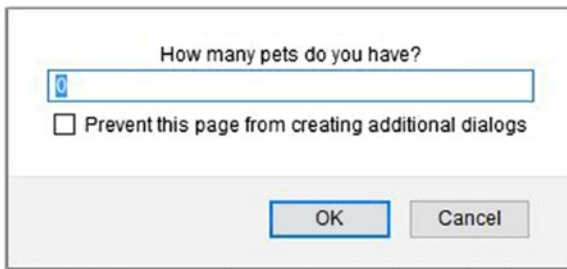 How many pets do you have?
0
Prevent this page from creating additional dialogs
OK Cancel